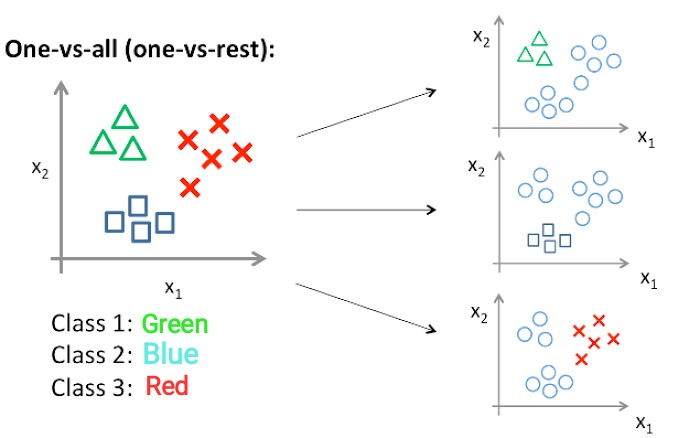 One-vs-all (one-vs-rest):
x2
x1
Class 1: Green
Class 2: Blue
Class 3: Red
x2
x1
x2
x1
x2
x1